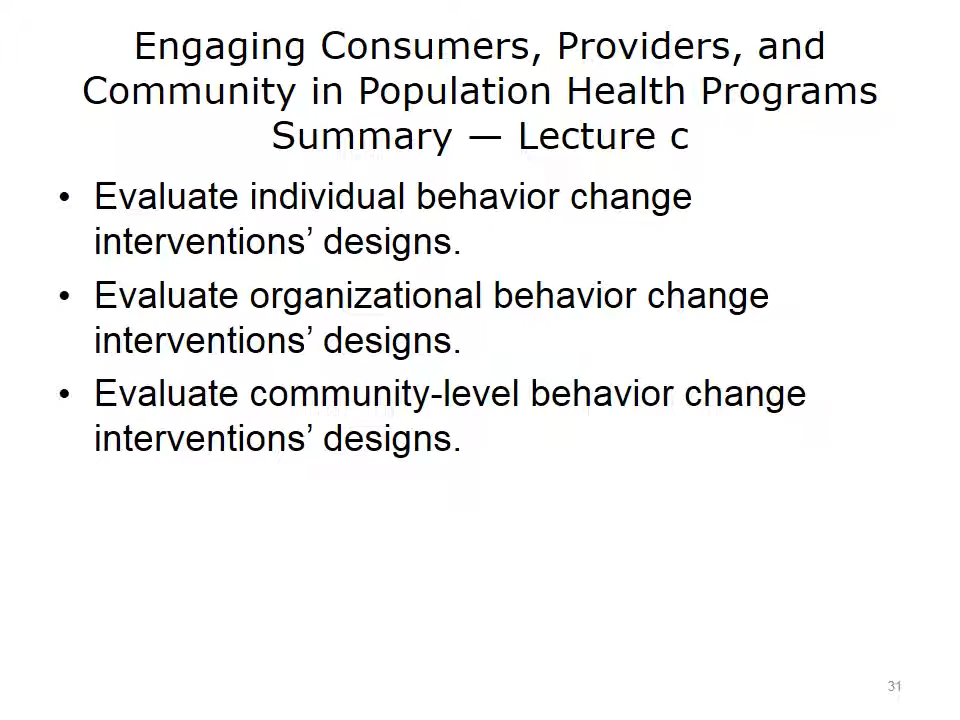 Engaging Consumers, Providers, and
Community in Population Health Programs
Summary — Lecture c
• Evaluate individual behavior change
interventions’ designs.
• Evaluate organizational behavior change
interventions’ designs.
• Evaluate community-level behavior change
interventions’ designs.
31